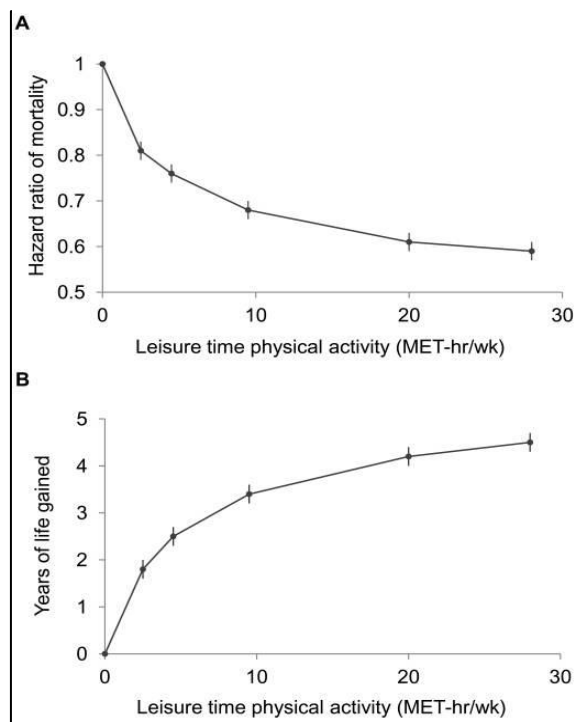 A
1
0.9
0.8
0.7
0.6
0.5
Hazard ratio of mortality
0 10 20 30
Leisure time physical activity (MET-hr/wk)
B
5
4
3
2
1
0
Years of life gained
0 10 20 30
Leisure time physical activity (MET-hr/wk)